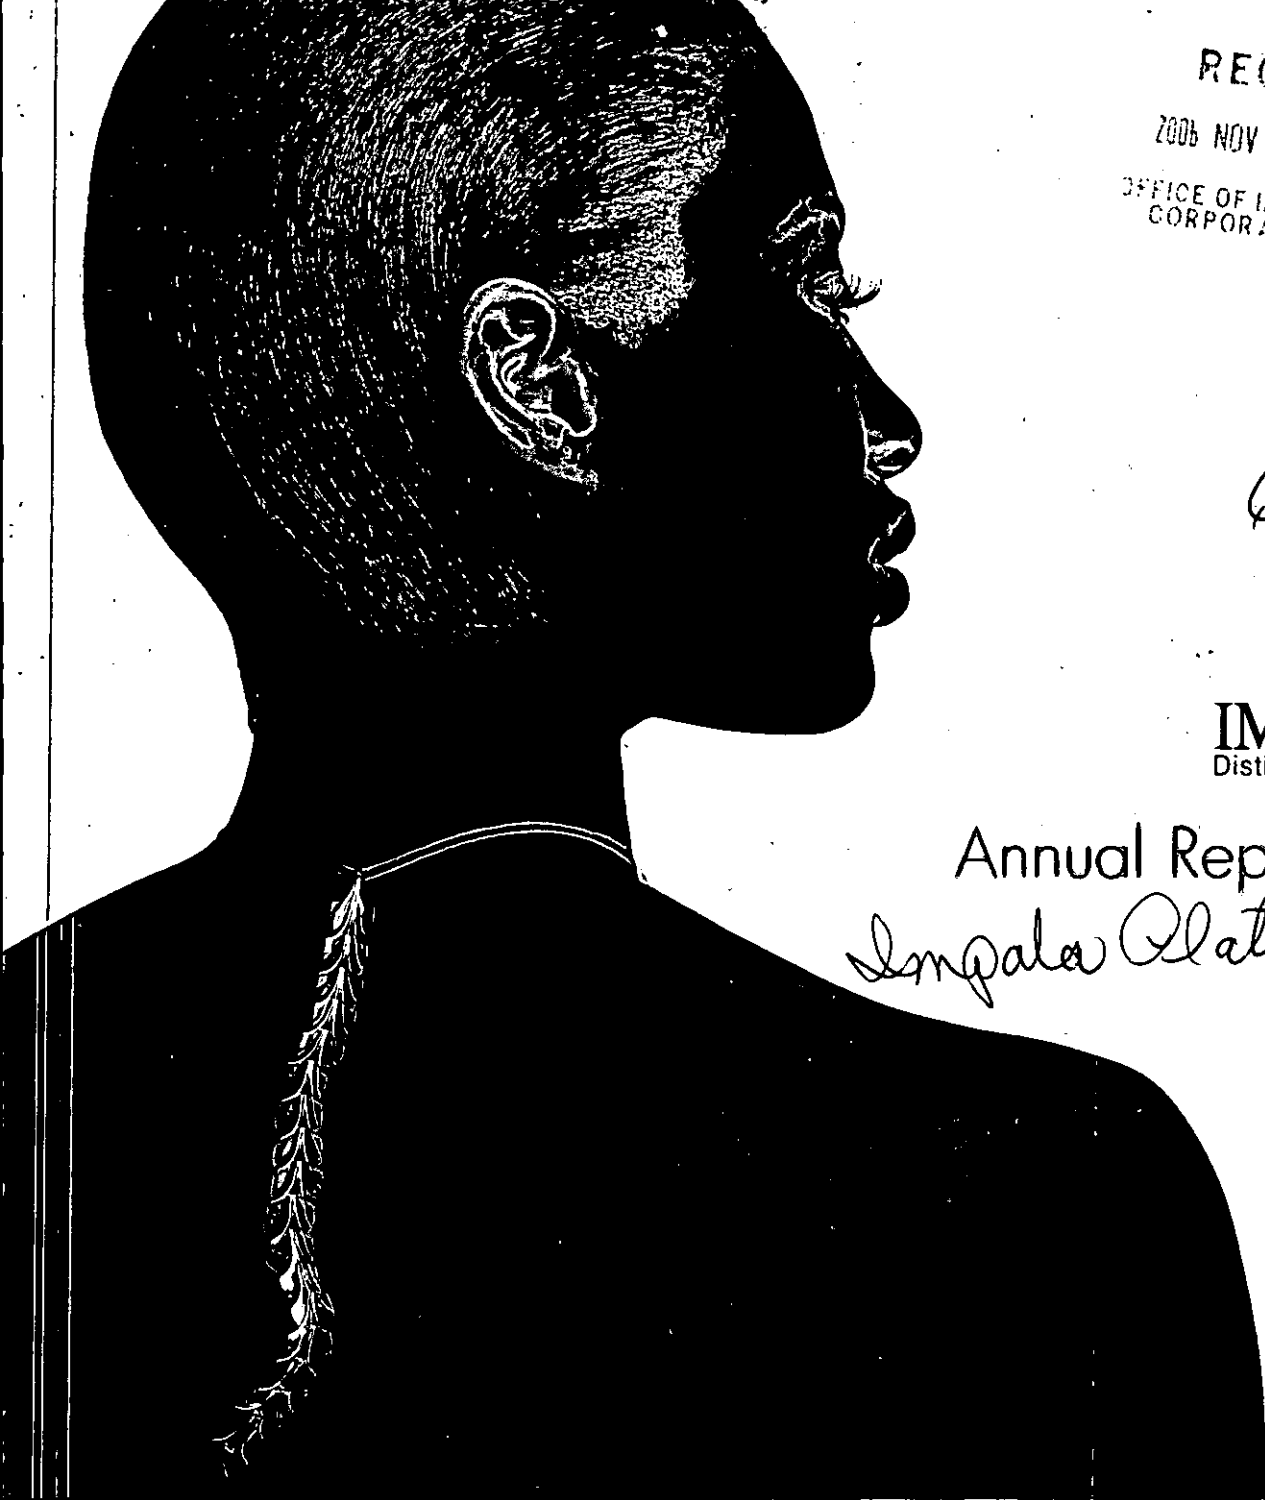 REC
2006 NOV
OFFICE OF I
CORPORA
IM
Disti
Annual Rep
Impala Plat